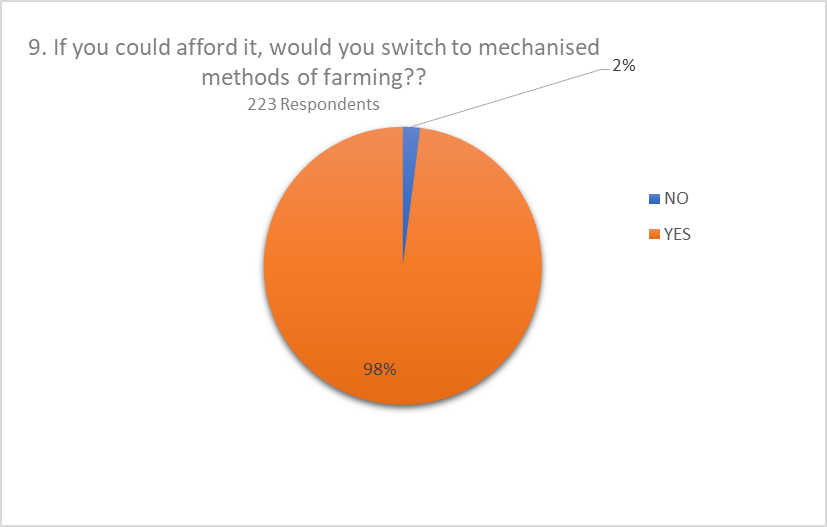 9. If you could afford it, would you switch to mechanised
methods of farming??
223 Respondents
2%
NO
YES
98%